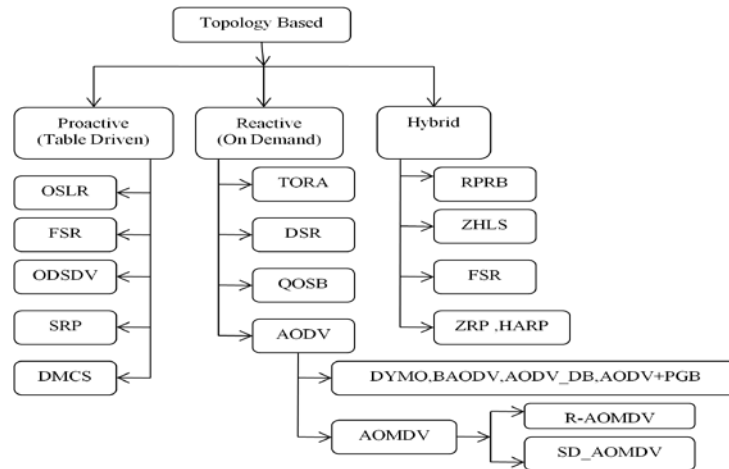 Topology Based
Proactive
(Table Driven)
Reactive
(On Demand)
Hybrid
OSLR
FSR
ODSDV
SRP
DMCS
TORA
DSR
QOSB
AODV
RPRB
ZHLS
FSR
ZRP ,HARP
DYMO,BAODV,AODV_DB,AODV+PGB
AOMDV
R-AOMDV
SD_AOMDV